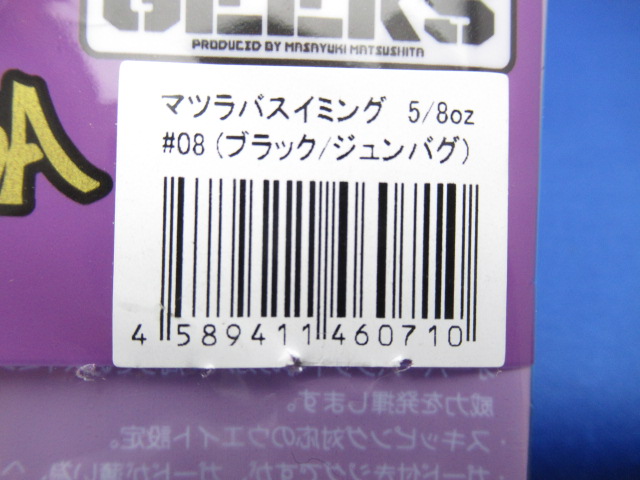 GEEKS
PRODUCED BY MASAYUKI MATSUSHITA
マツラバスイミング 5/8oz
#08(ブラック/ジュンバグ)
4 589411 460710
威力を発揮します。
・スキッピング対応のウエイト設定。